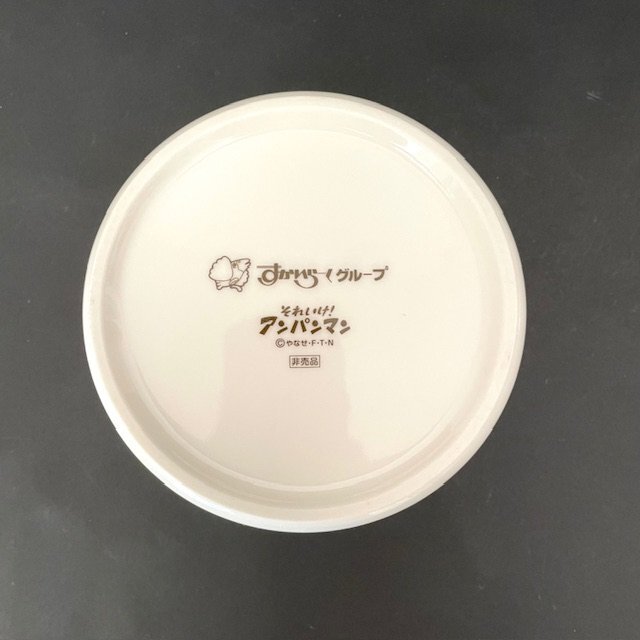 すかいらーくグループ
それいけ!
アンパンマン
©やなせ・F・T・N
非売品